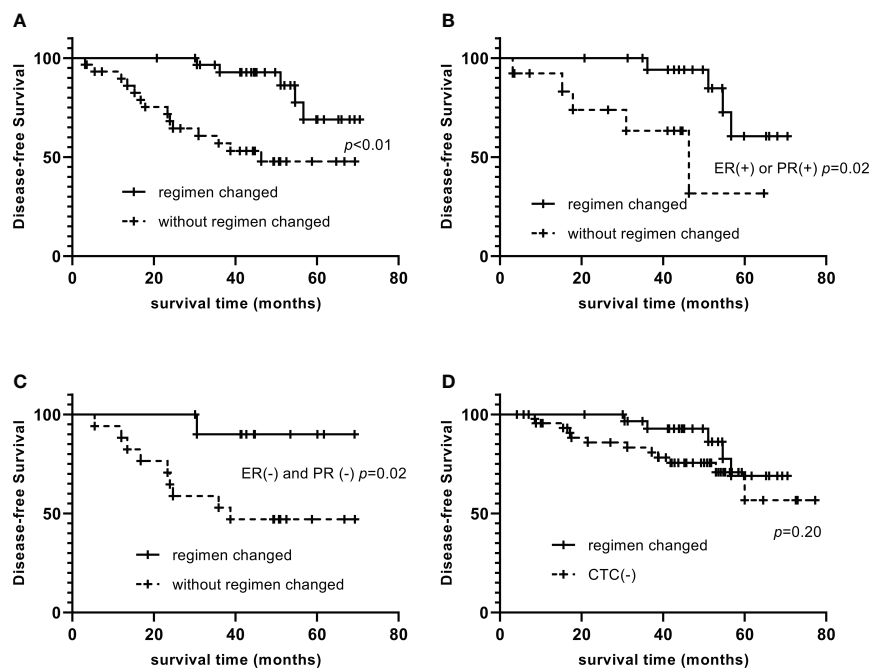 A
Disease-free Survival
100
50
0
p<0.01
regimen changed
without regimen changed
0 20 40 60 80
survival time (months)
B
Disease-free Survival
100
50
0
ER(+) or PR(+) p=0.02
regimen changed
without regimen changed
0 20 40 60 80
survival time (months)
C
Disease-free Survival
100
50
0
ER(-) and PR (-) p=0.02
regimen changed
without regimen changed
0 20 40 60 80
survival time (months)
D
Disease-free Survival
100
50
0
p=0.20
regimen changed
CTC(-)
0 20 40 60 80
survival time (months)